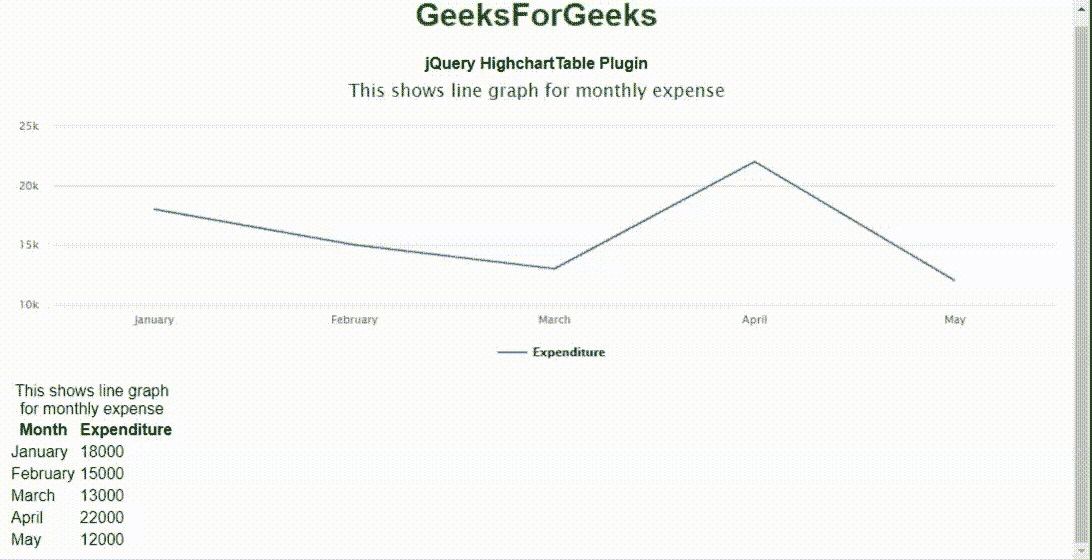 GeeksForGeeks
jQuery HighchartTable Plugin
This shows line graph for monthly expense
25k
20k
15k
10k
January February March April May
Expenditure
This shows line graph
for monthly expense
Month Expenditure
January 18000
February 15000
March 13000
April 22000
May 12000